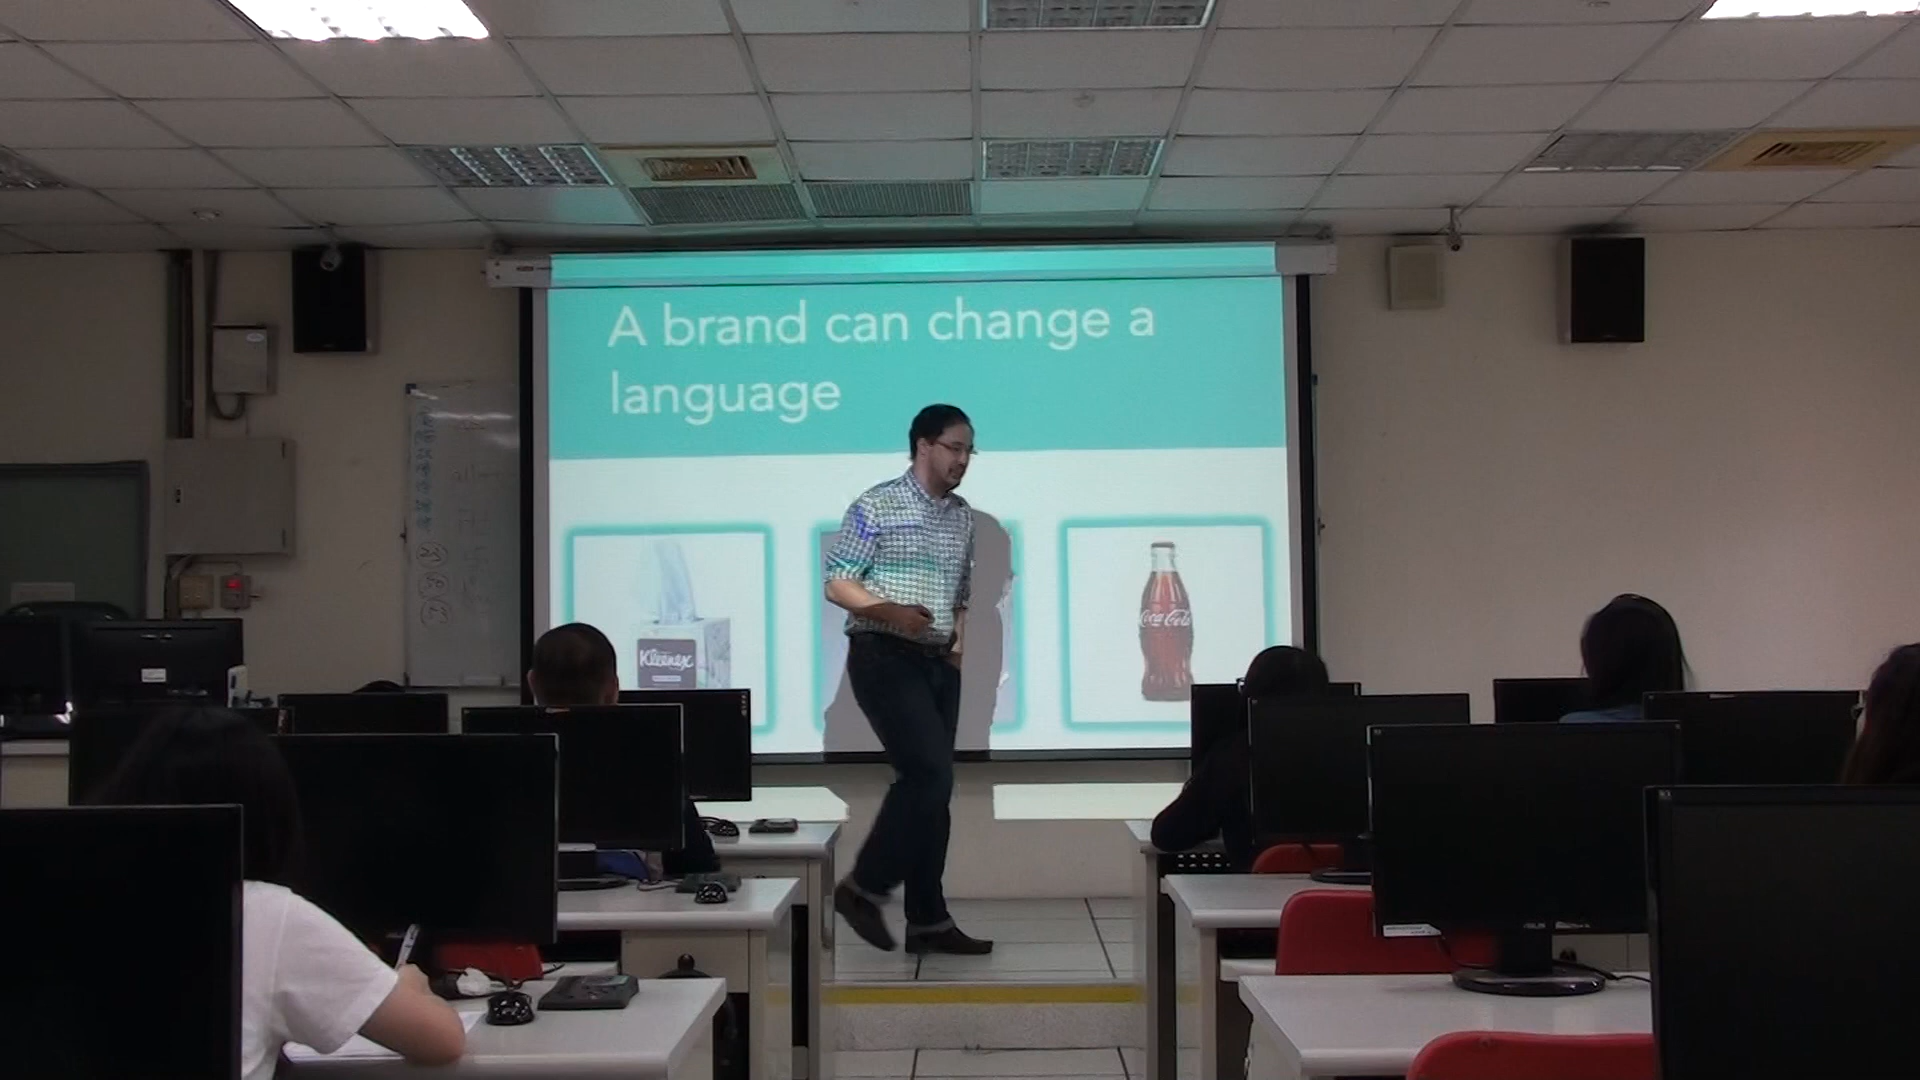 A brand can change a
language
Kleenex
Coca-Cola